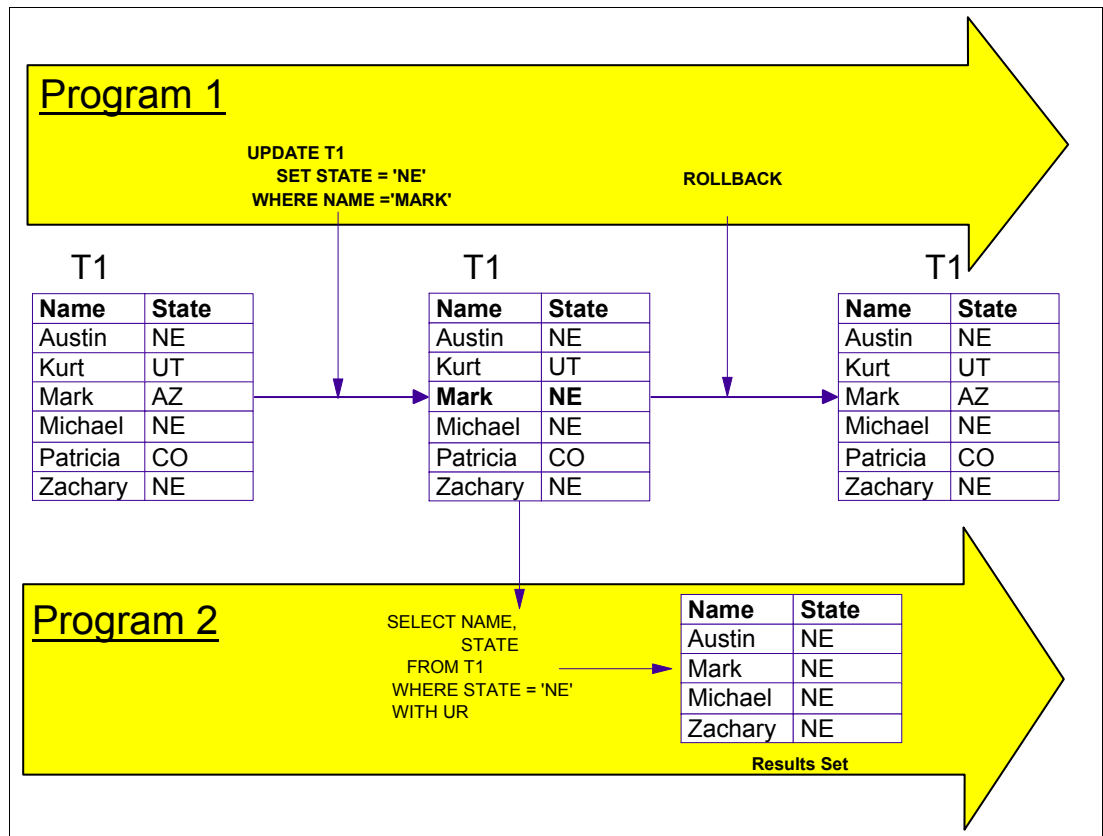 Program 1
UPDATE T1
SET STATE = 'NE'
WHERE NAME ='MARK'
ROLLBACK
T1
Name State
Austin NE
Kurt UT
Mark AZ
Michael NE
Patricia CO
Zachary NE
T1
Name State
Austin NE
Kurt UT
Mark NE
Michael NE
Patricia CO
Zachary NE
T1
Name State
Austin NE
Kurt UT
Mark AZ
Michael NE
Patricia CO
Zachary NE
Program 2
SELECT NAME,
STATE
FROM T1
WHERE STATE = 'NE'
WITH UR
Name State
Austin NE
Mark NE
Michael NE
Zachary NE
Results Set